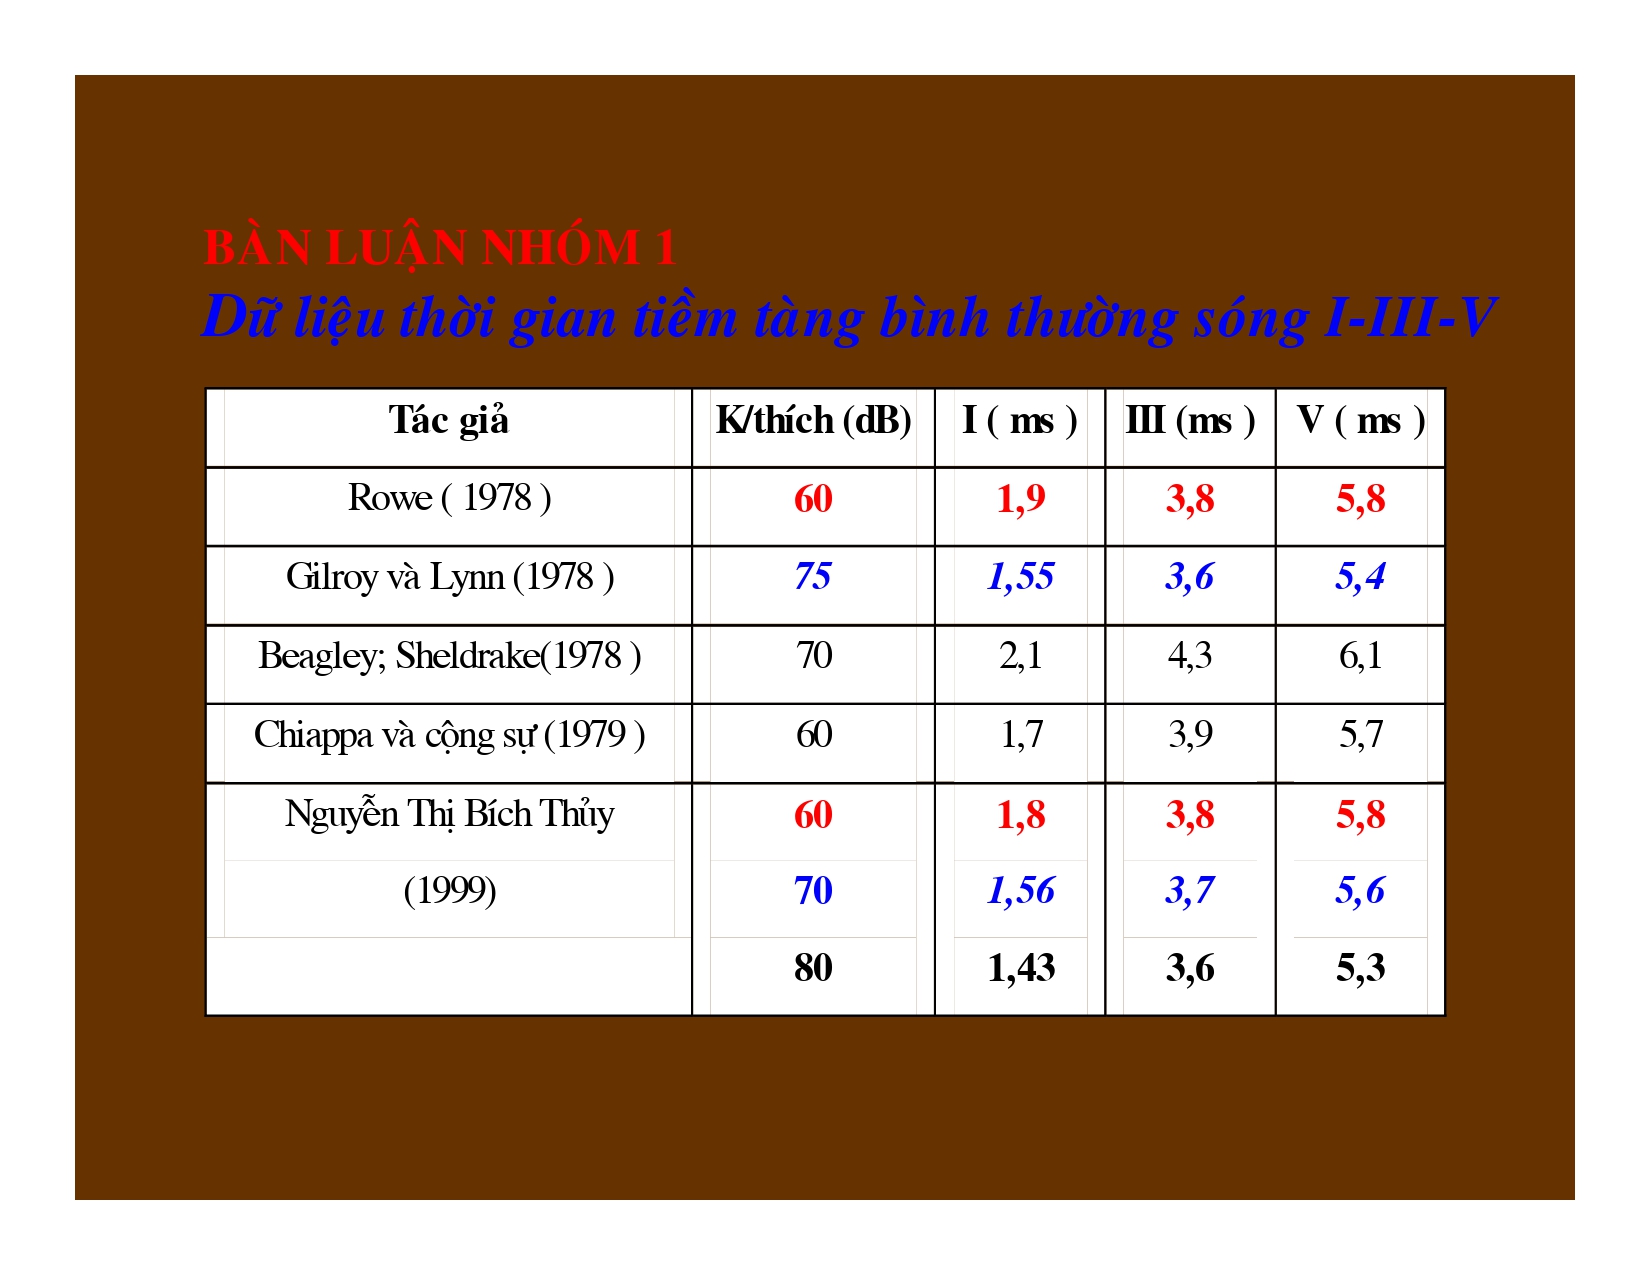 BÀN LUẬN NHÓM 1
Dữ liệu thời gian tiềm tàng bình thường sóng I-III-V
Tác giả K/thích (dB) I ( ms ) III (ms ) V ( ms )
Rowe ( 1978 ) 60 1,9 3,8 5,8
Gilroy và Lynn (1978 ) 75 1,55 3,6 5,4
Beagley; Sheldrake(1978 ) 70 2,1 4,3 6,1
Chiappa và cộng sự (1979 ) 60 1,7 3,9 5,7
Nguyễn Thị Bích Thủy 60 1,8 3,8 5,8
(1999) 70 1,56 3,7 5,6
80 1,43 3,6 5,3